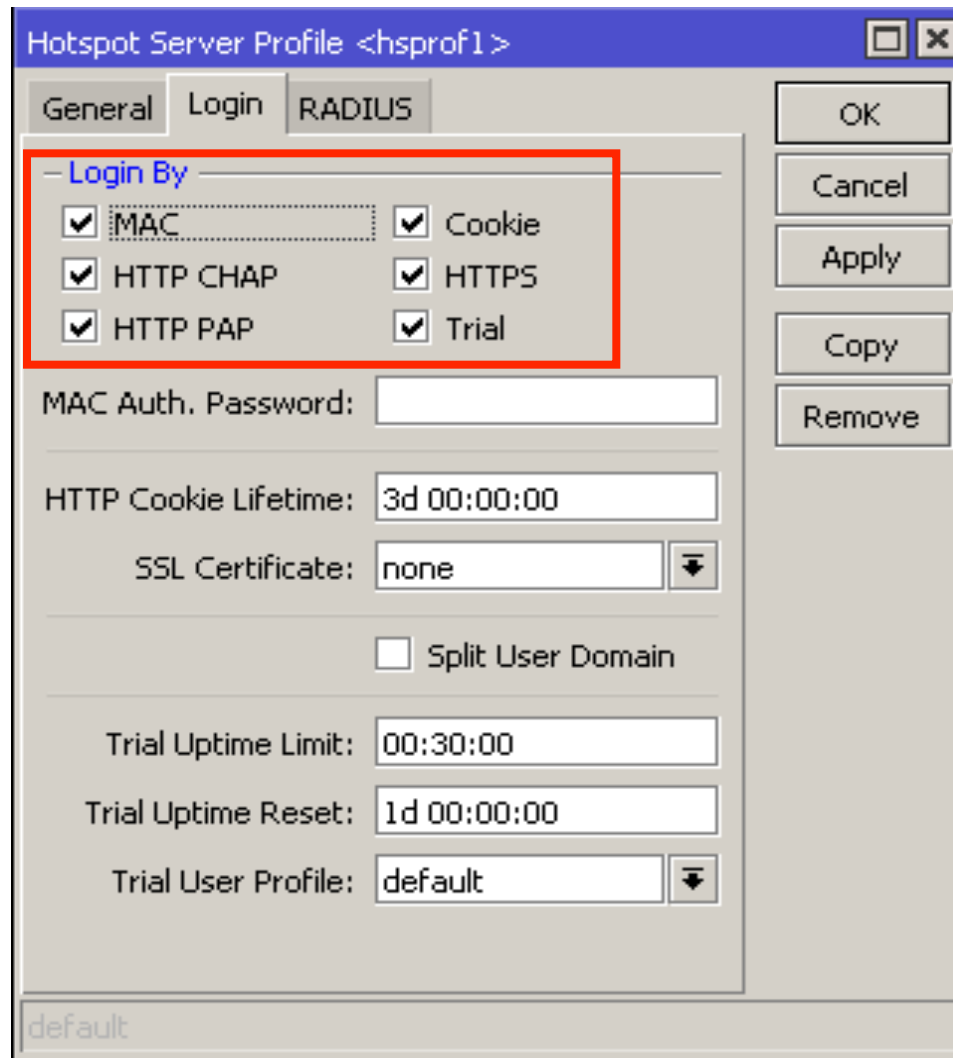 Hotspot Server Profile <hsprof1>
General Login RADIUS
OK
Cancel
Apply
Copy
Remove
Login By
MAC Cookie
HTTP CHAP HTTPS
HTTP PAP Trial
MAC Auth. Password:
HTTP Cookie Lifetime: 3d 00:00:00
SSL Certificate: none
Split User Domain
Trial Uptime Limit: 00:30:00
Trial Uptime Reset: 1d 00:00:00
Trial User Profile: default
default